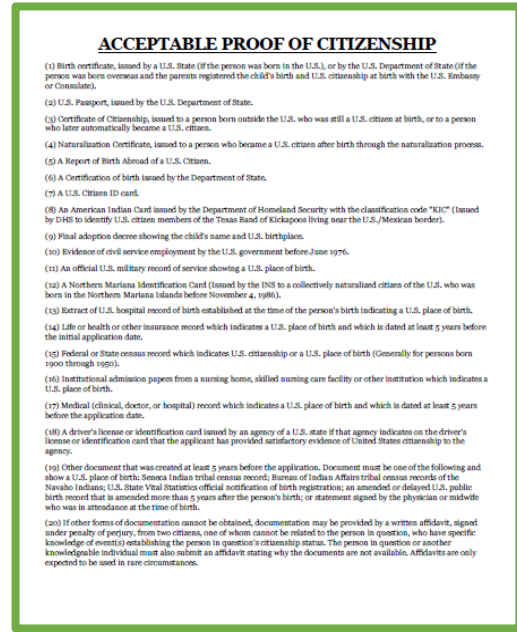 ACCEPTABLE PROOF OF CITIZENSHIP
(1) Birth certificate, issued by a U.S. State (if the person was born in the U.S.), or by the U.S. Department of State (if the
person was born overseas and the parents registered the child's birth and U.S. citizenship at birth with the U.S. Embassy
or Consulate).
(2) U.S. Passport, issued by the U.S. Department of State.
(3) Certificate of Citizenship, issued to a person born outside the U.S. who was still a U.S. citizen at birth, or to a person
who later automatically became a U.S. citizen.
(4) Naturalization Certificate, issued to a person who became a U.S. citizen after birth through the naturalization process.
(5) A Report of Birth Abroad of a U.S. Citizen.
(6) A Certification of birth issued by the Department of State.
(7) A U.S. Citizen ID card.
(8) An American Indian Card issued by the Department of Homeland Security with the classification code "KIC" (Issued
by DHS to identify U.S. citizen members of the Texas Band of Kickapoos living near the U.S./Mexican border).
(9) Final adoption decree showing the child's name and U.S. birthplace.
(10) Evidence of civil service employment by the U.S. government before June 1976.
(11) An official U.S. military record of service showing a U.S. place of birth.
(12) A Northern Mariana Identification Card (Issued by the INS to a collectively naturalized citizen of the U.S. who was
born in the Northern Mariana Islands before November 4, 1986).
(13) Extract of U.S. hospital record of birth established at the time of the person's birth indicating a U.S. place of birth.
(14) Life or health or other insurance record which indicates a U.S. place of birth and which is dated at least 5 years before
the initial application date.
(15) Federal or State census record which indicates U.S. citizenship or a U.S. place of birth (Generally for persons born
1900 through 1950).
(16) Institutional admission papers from a nursing home, skilled nursing care facility or other institution which indicates a
U.S. place of birth.
(17) Medical (clinical, doctor, or hospital) record which indicates a U.S. place of birth and which is dated at least 5 years
before the application date.
(18) A driver's license or identification card issued by an agency of a U.S. state if that agency indicates on the driver's
license or identification card that the applicant has provided satisfactory evidence of United States citizenship to the
agency.
(19) Other document that was created at least 5 years before the application. Document must be one of the following and
show a U.S. place of birth: Seneca Indian tribal census record; Bureau of Indian Affairs tribal census records of the
Navaho Indians; U.S. State Vital Statistics official notification of birth registration; an amended or delayed U.S. public
birth record that is amended more than 5 years after the person's birth; or statement signed by the physician or midwife
who was in attendance at the time of birth.
(20) If other forms of documentation cannot be obtained, documentation may be provided by a written affidavit, signed
under penalty of perjury, from two citizens, one of whom cannot be related to the person in question, who have specific
knowledge of event(s) establishing the person in question's citizenship status. The person in question or another
knowledgeable individual must also submit an affidavit stating why the documents are not available. Affidavits are only
expected to be used in rare circumstances.